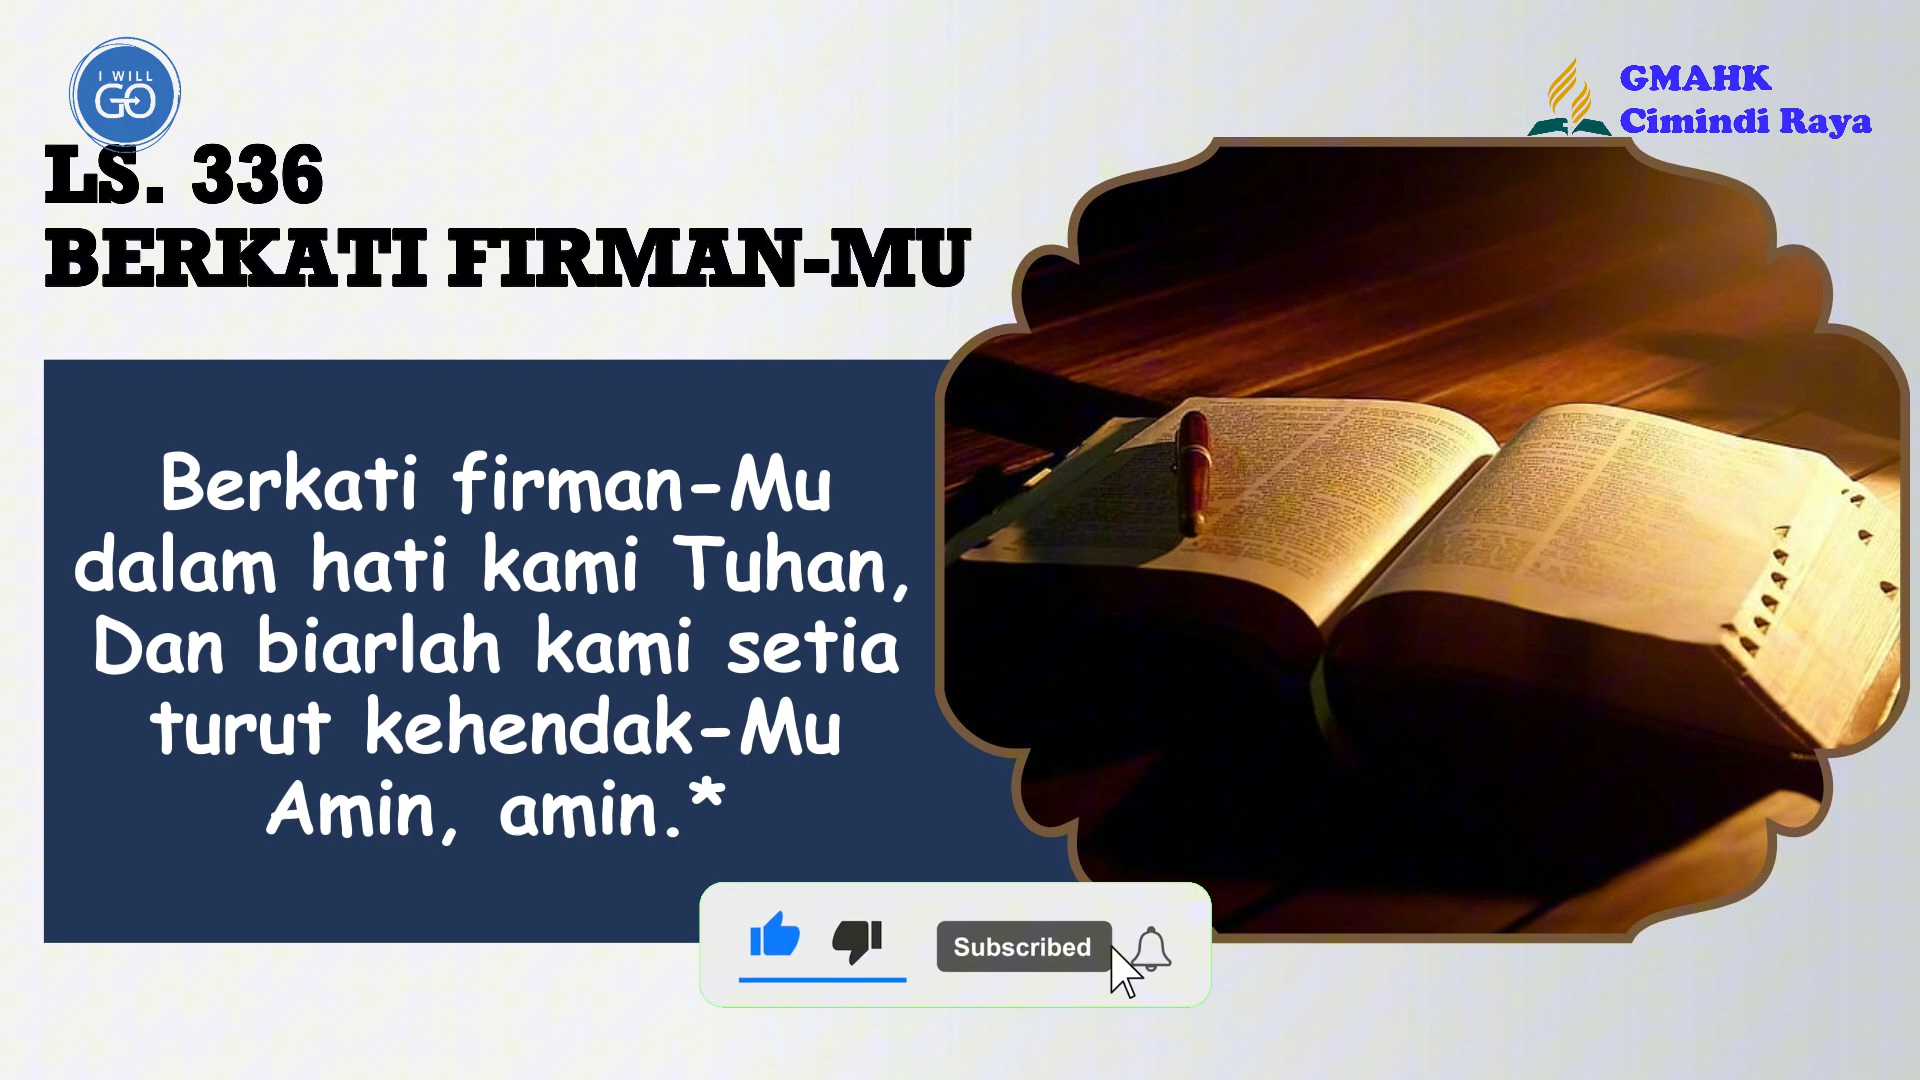 I WILL
GO
GMAHK
Cimindi Raya
LS. 336
BERKATI FIRMAN-MU
Berkati firman-Mu
dalam hati kami Tuhan,
Dan biarlah kami setia
turut kehendak-Mu
Amin, amin.*
Subscribed